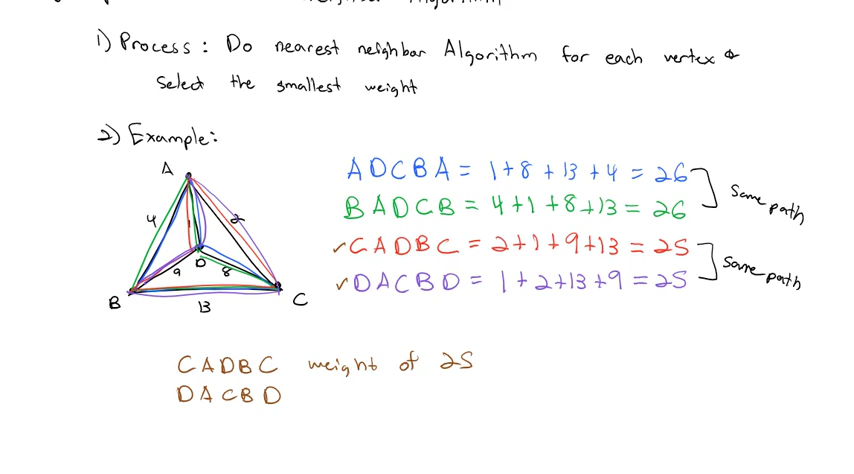 Algorithm
1) Process: Do nearest neighbor Algorithm for each vertex &
select the smallest weight
2) Example:
A
4
1
2
D
9
8
B
13
C
ADCBA = 1+8+13+4 = 26
BADCB = 4+1+8+13 = 26
Same path
✓CADBC = 2+1+9+13 = 25
✓DACBD = 1+2+13+9 = 25
Same path
CADBC weight of 25
DACBD